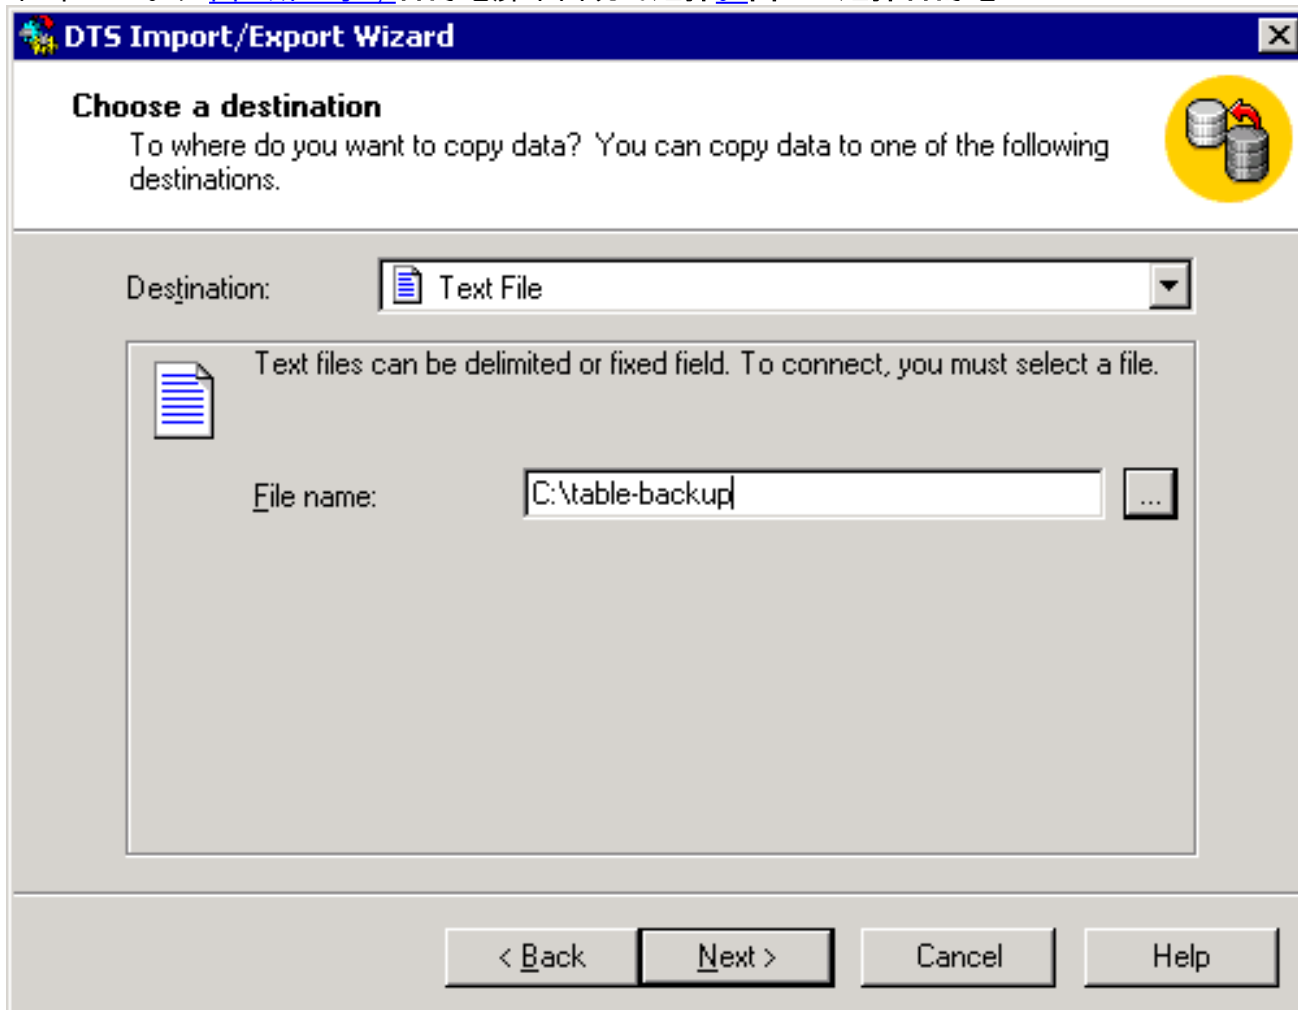 DTS Import/Export Wizard
Choose a destination
To where do you want to copy data? You can copy data to one of the following
destinations.
Destination:
Text File
Text files can be delimited or fixed field. To connect, you must select a file.
File name:
C:\table-backup
...
< Back
Next >
Cancel
Help